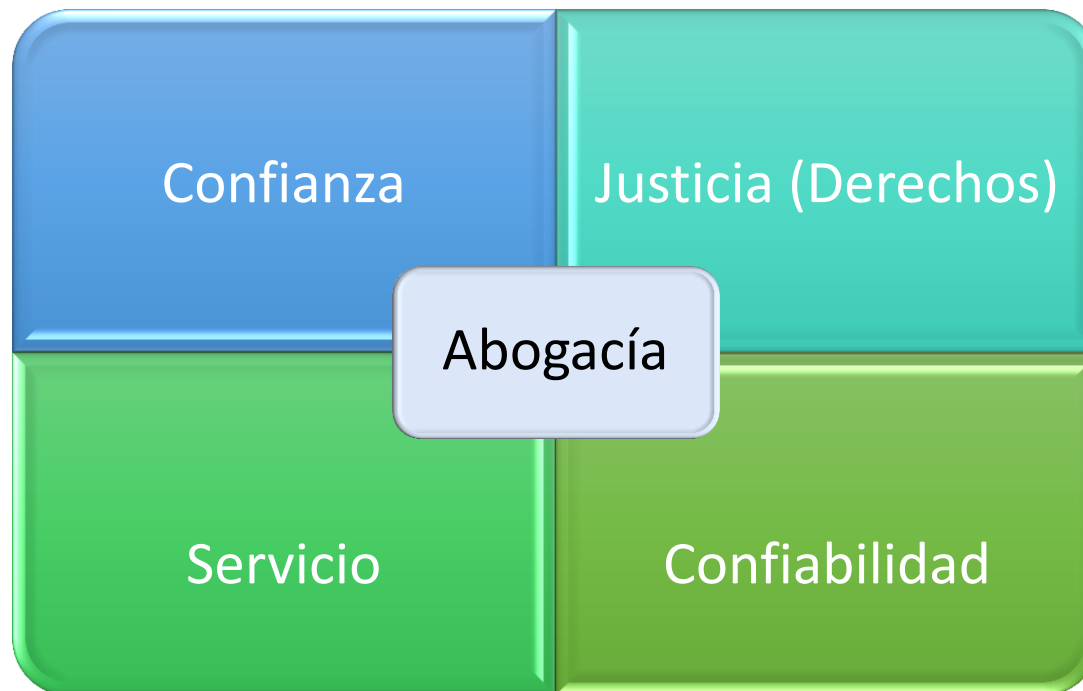 Confianza
Justicia (Derechos)
Abogacía
Servicio
Confiabilidad